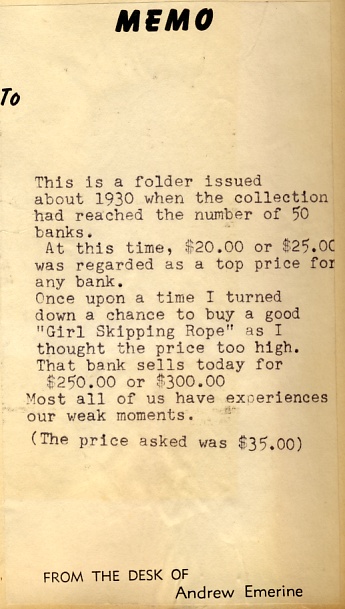 MEMO
To
This is a folder issued
about 1930 when the collection
had reached the number of 50
banks.
At this time, $20.00 or $25.00
was regarded as a top price for
any bank.
Once upon a time I turned
down a chance to buy a good
"Girl Skipping Rope" as I
thought the price too high.
That bank sells today for
$250.00 or $300.00
Most all of us have experiences
our weak moments.
(The price asked was $35.00)
FROM THE DESK OF
Andrew Emerine